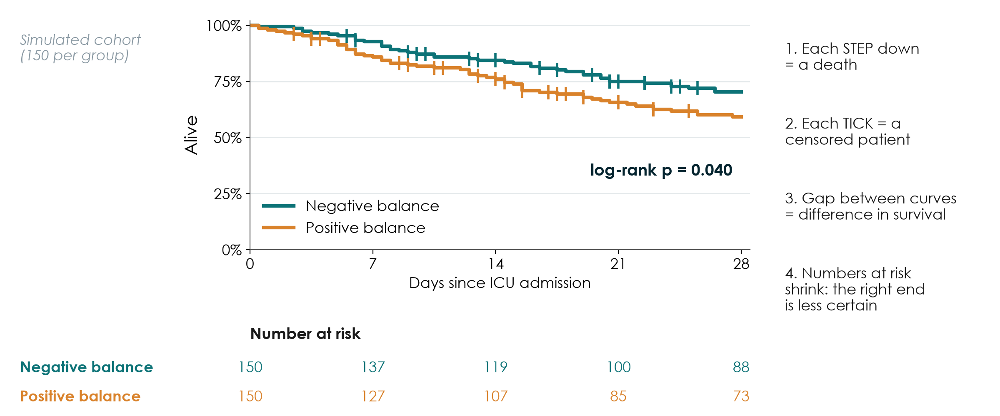 Simulated cohort
(150 per group)
100%
75%
50%
25%
0%
Alive
log-rank p = 0.040
Negative balance
Positive balance
0 7 14 21 28
Days since ICU admission
1. Each STEP down
= a death
2. Each TICK = a
censored patient
3. Gap between curves
= difference in survival
4. Numbers at risk
shrink: the right end
is less certain
Number at risk
Negative balance 150 137 119 100 88
Positive balance 150 127 107 85 73